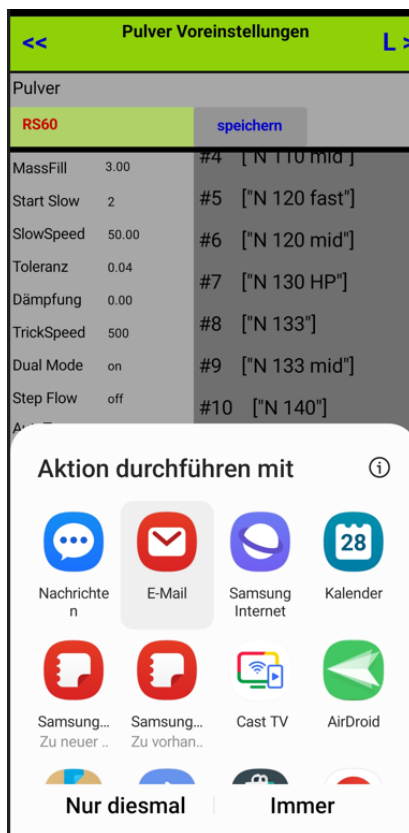 <<
Pulver Voreinstellungen
L >
Pulver
RS60
speichern
MassFill 3.00
#4 ["N 110 mid"]
Start Slow 2
#5 ["N 120 fast"]
SlowSpeed 50.00
#6 ["N 120 mid"]
Toleranz 0.04
#7 ["N 130 HP"]
Dämpfung 0.00
#8 ["N 133"]
TrickSpeed 500
#9 ["N 133 mid"]
Dual Mode on
#10 ["N 140"]
Step Flow off
Aktion durchführen mit
Nachrichte
n
E-Mail
Samsung
Internet
28
Kalender
Samsung...
Zu neuer ..
Samsung...
Zu vorhan..
Cast TV
AirDroid
Nur diesmal
Immer